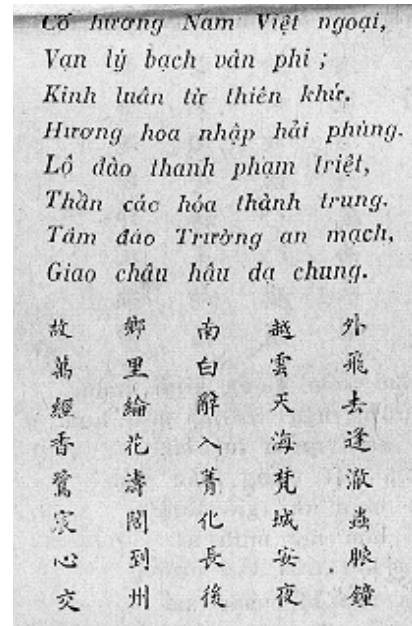 Cố hương Nam Việt ngoại,
Vạn lý bạch vân phi ;
Kinh luân từ thiên khứ.
Hương hoa nhập hải phùng.
Lộ đào thanh phạm triệt,
Thần các hóa thành trung.
Tâm đáo Trường an mạch,
Giao châu hậu dạ chung.
故 鄉 南 越 外
萬 里 白 雲 飛
經 綸 辭 天 去
香 花 入 海 逢
鷺 濤 菁 梵 澈
宸 閣 化 城 蟲
心 到 長 安 脉
交 州 後 夜 鐘